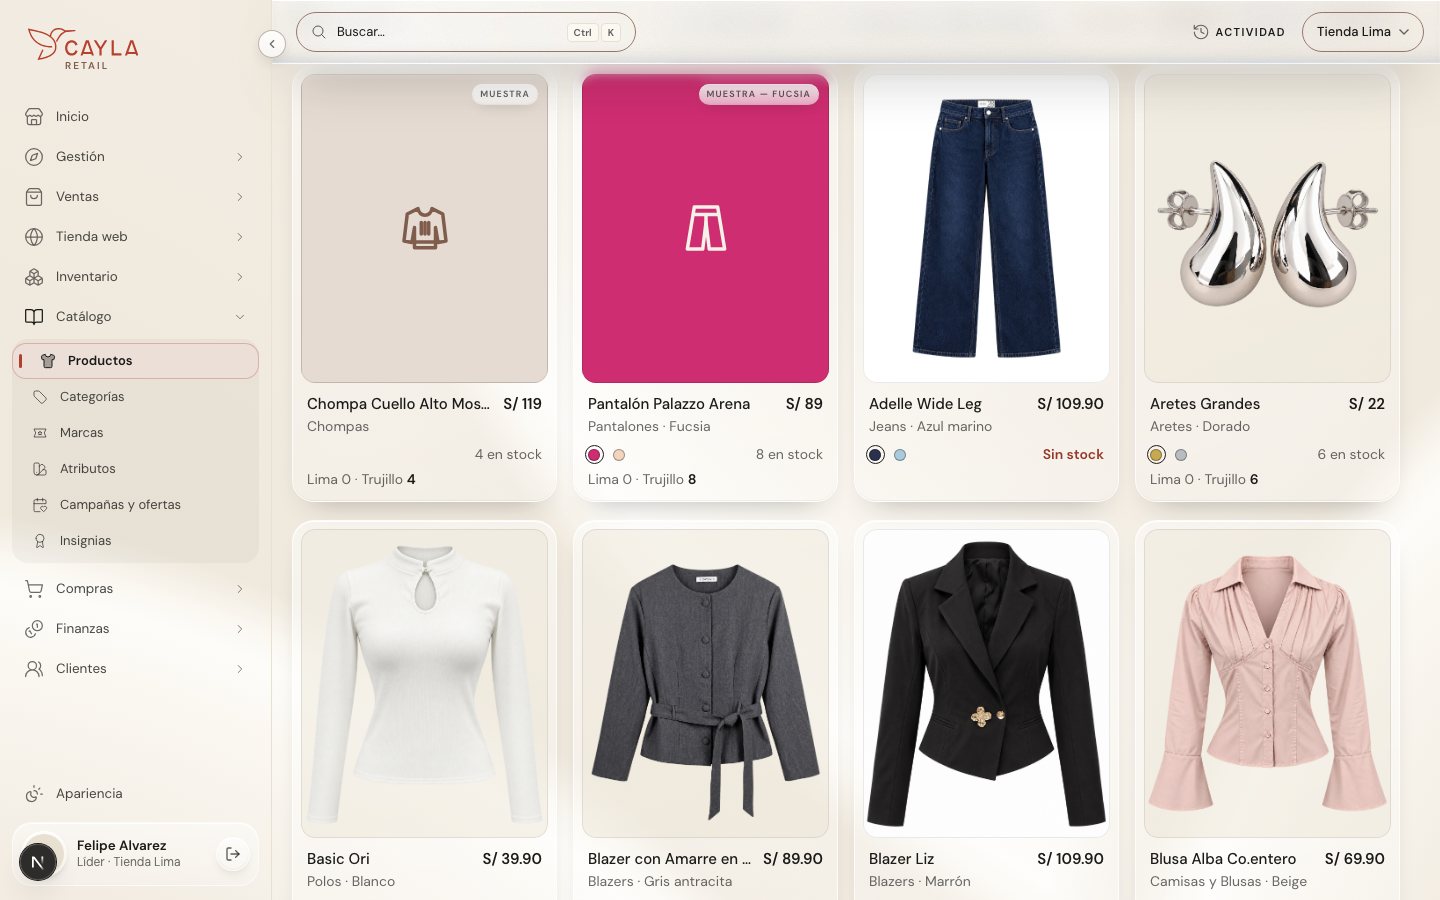 CAYLA
RETAIL
Buscar...
Ctrl K
ACTIVIDAD
Tienda Lima
Inicio
Gestión
Ventas
Tienda web
Inventario
Catálogo
Productos
Categorías
Marcas
Atributos
Campañas y ofertas
Insignias
Compras
Finanzas
Clientes
Apariencia
N
Felipe Alvarez
Líder · Tienda Lima
MUESTRA
Chompa Cuello Alto Mos... S/ 119
Chompas
4 en stock
Lima 0 · Trujillo 4
MUESTRA — FUCSIA
Pantalón Palazzo Arena S/ 89
Pantalones · Fucsia
8 en stock
Lima 0 · Trujillo 8
Adelle Wide Leg S/ 109.90
Jeans · Azul marino
Sin stock
Aretes Grandes S/ 22
Aretes · Dorado
6 en stock
Lima 0 · Trujillo 6
Basic Ori S/ 39.90
Polos · Blanco
Blazer con Amarre en ... S/ 89.90
Blazers · Gris antracita
Blazer Liz S/ 109.90
Blazers · Marrón
Blusa Alba Co.entero S/ 69.90
Camisas y Blusas · Beige